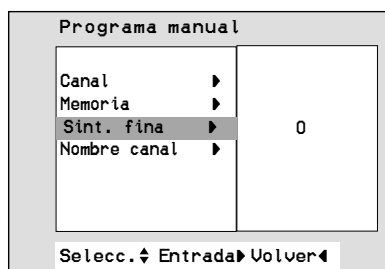 Programa manual
Canal
Memoria
Sint. fina 0
Nombre canal
Selecc. Entrada Volver